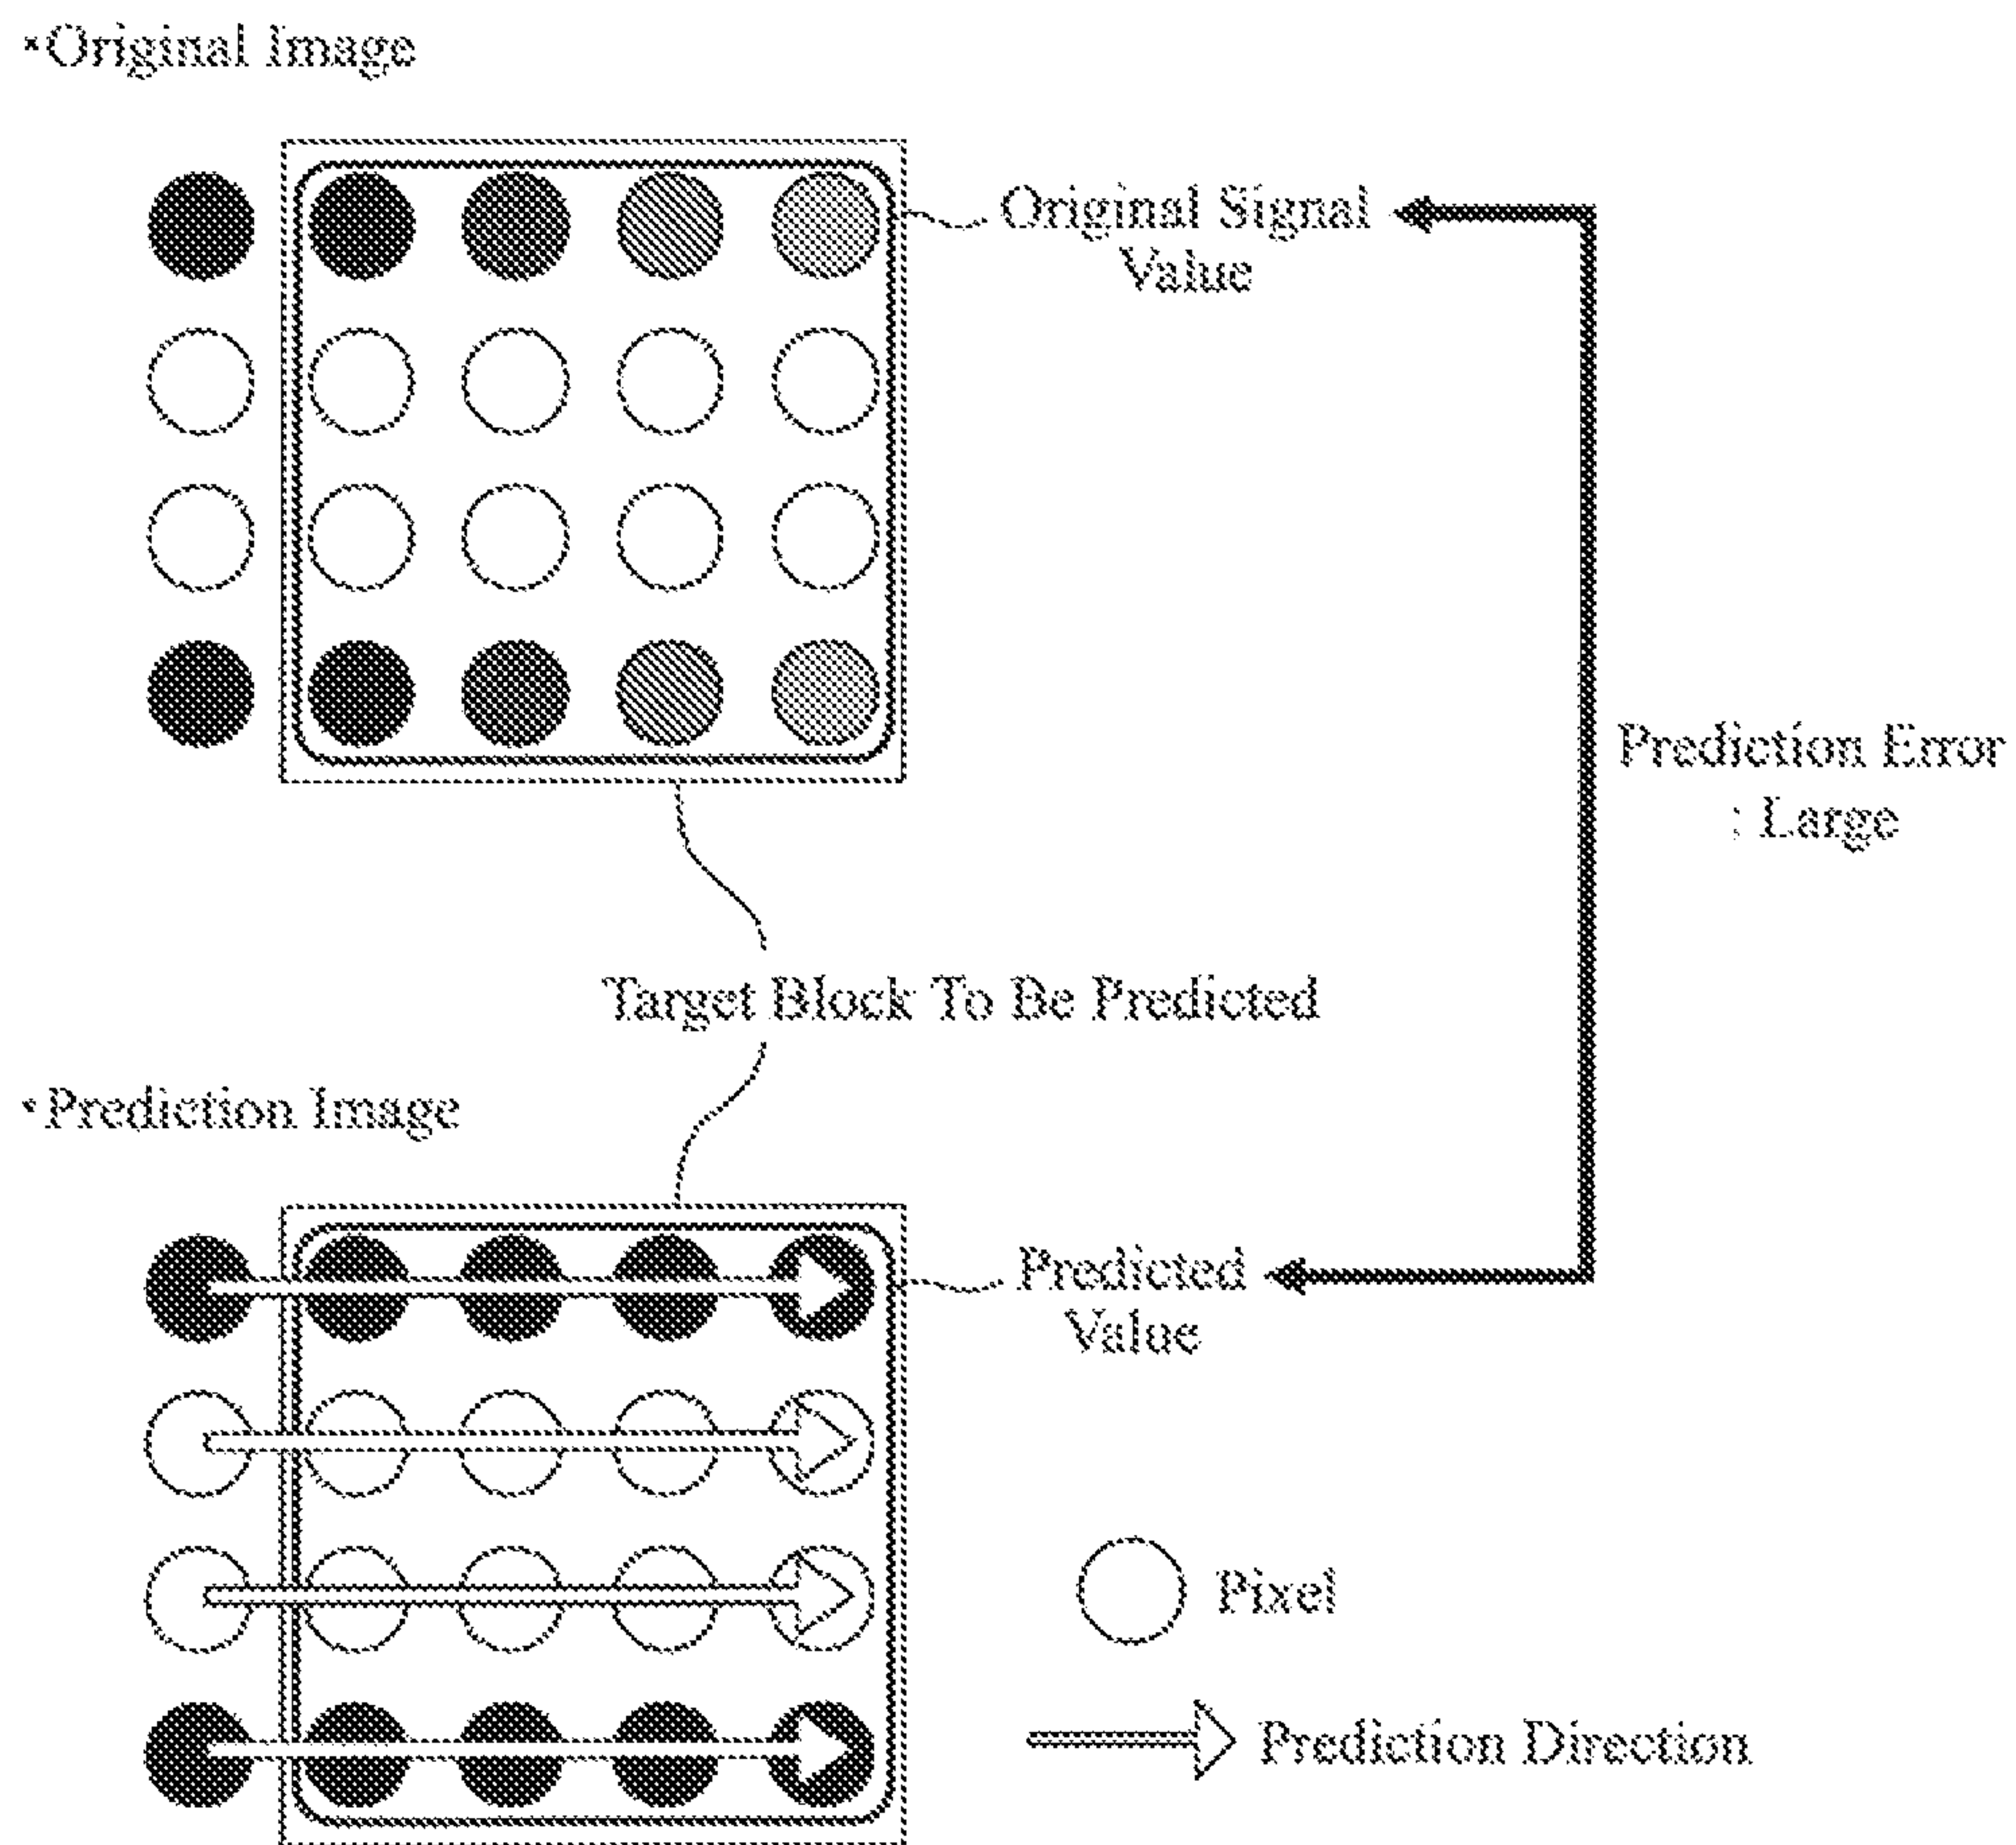 •Original Image
Original Signal
Value
Prediction Error
: Large
Target Block To Be Predicted
•Prediction Image
Predicted
Value
Pixel
Prediction Direction